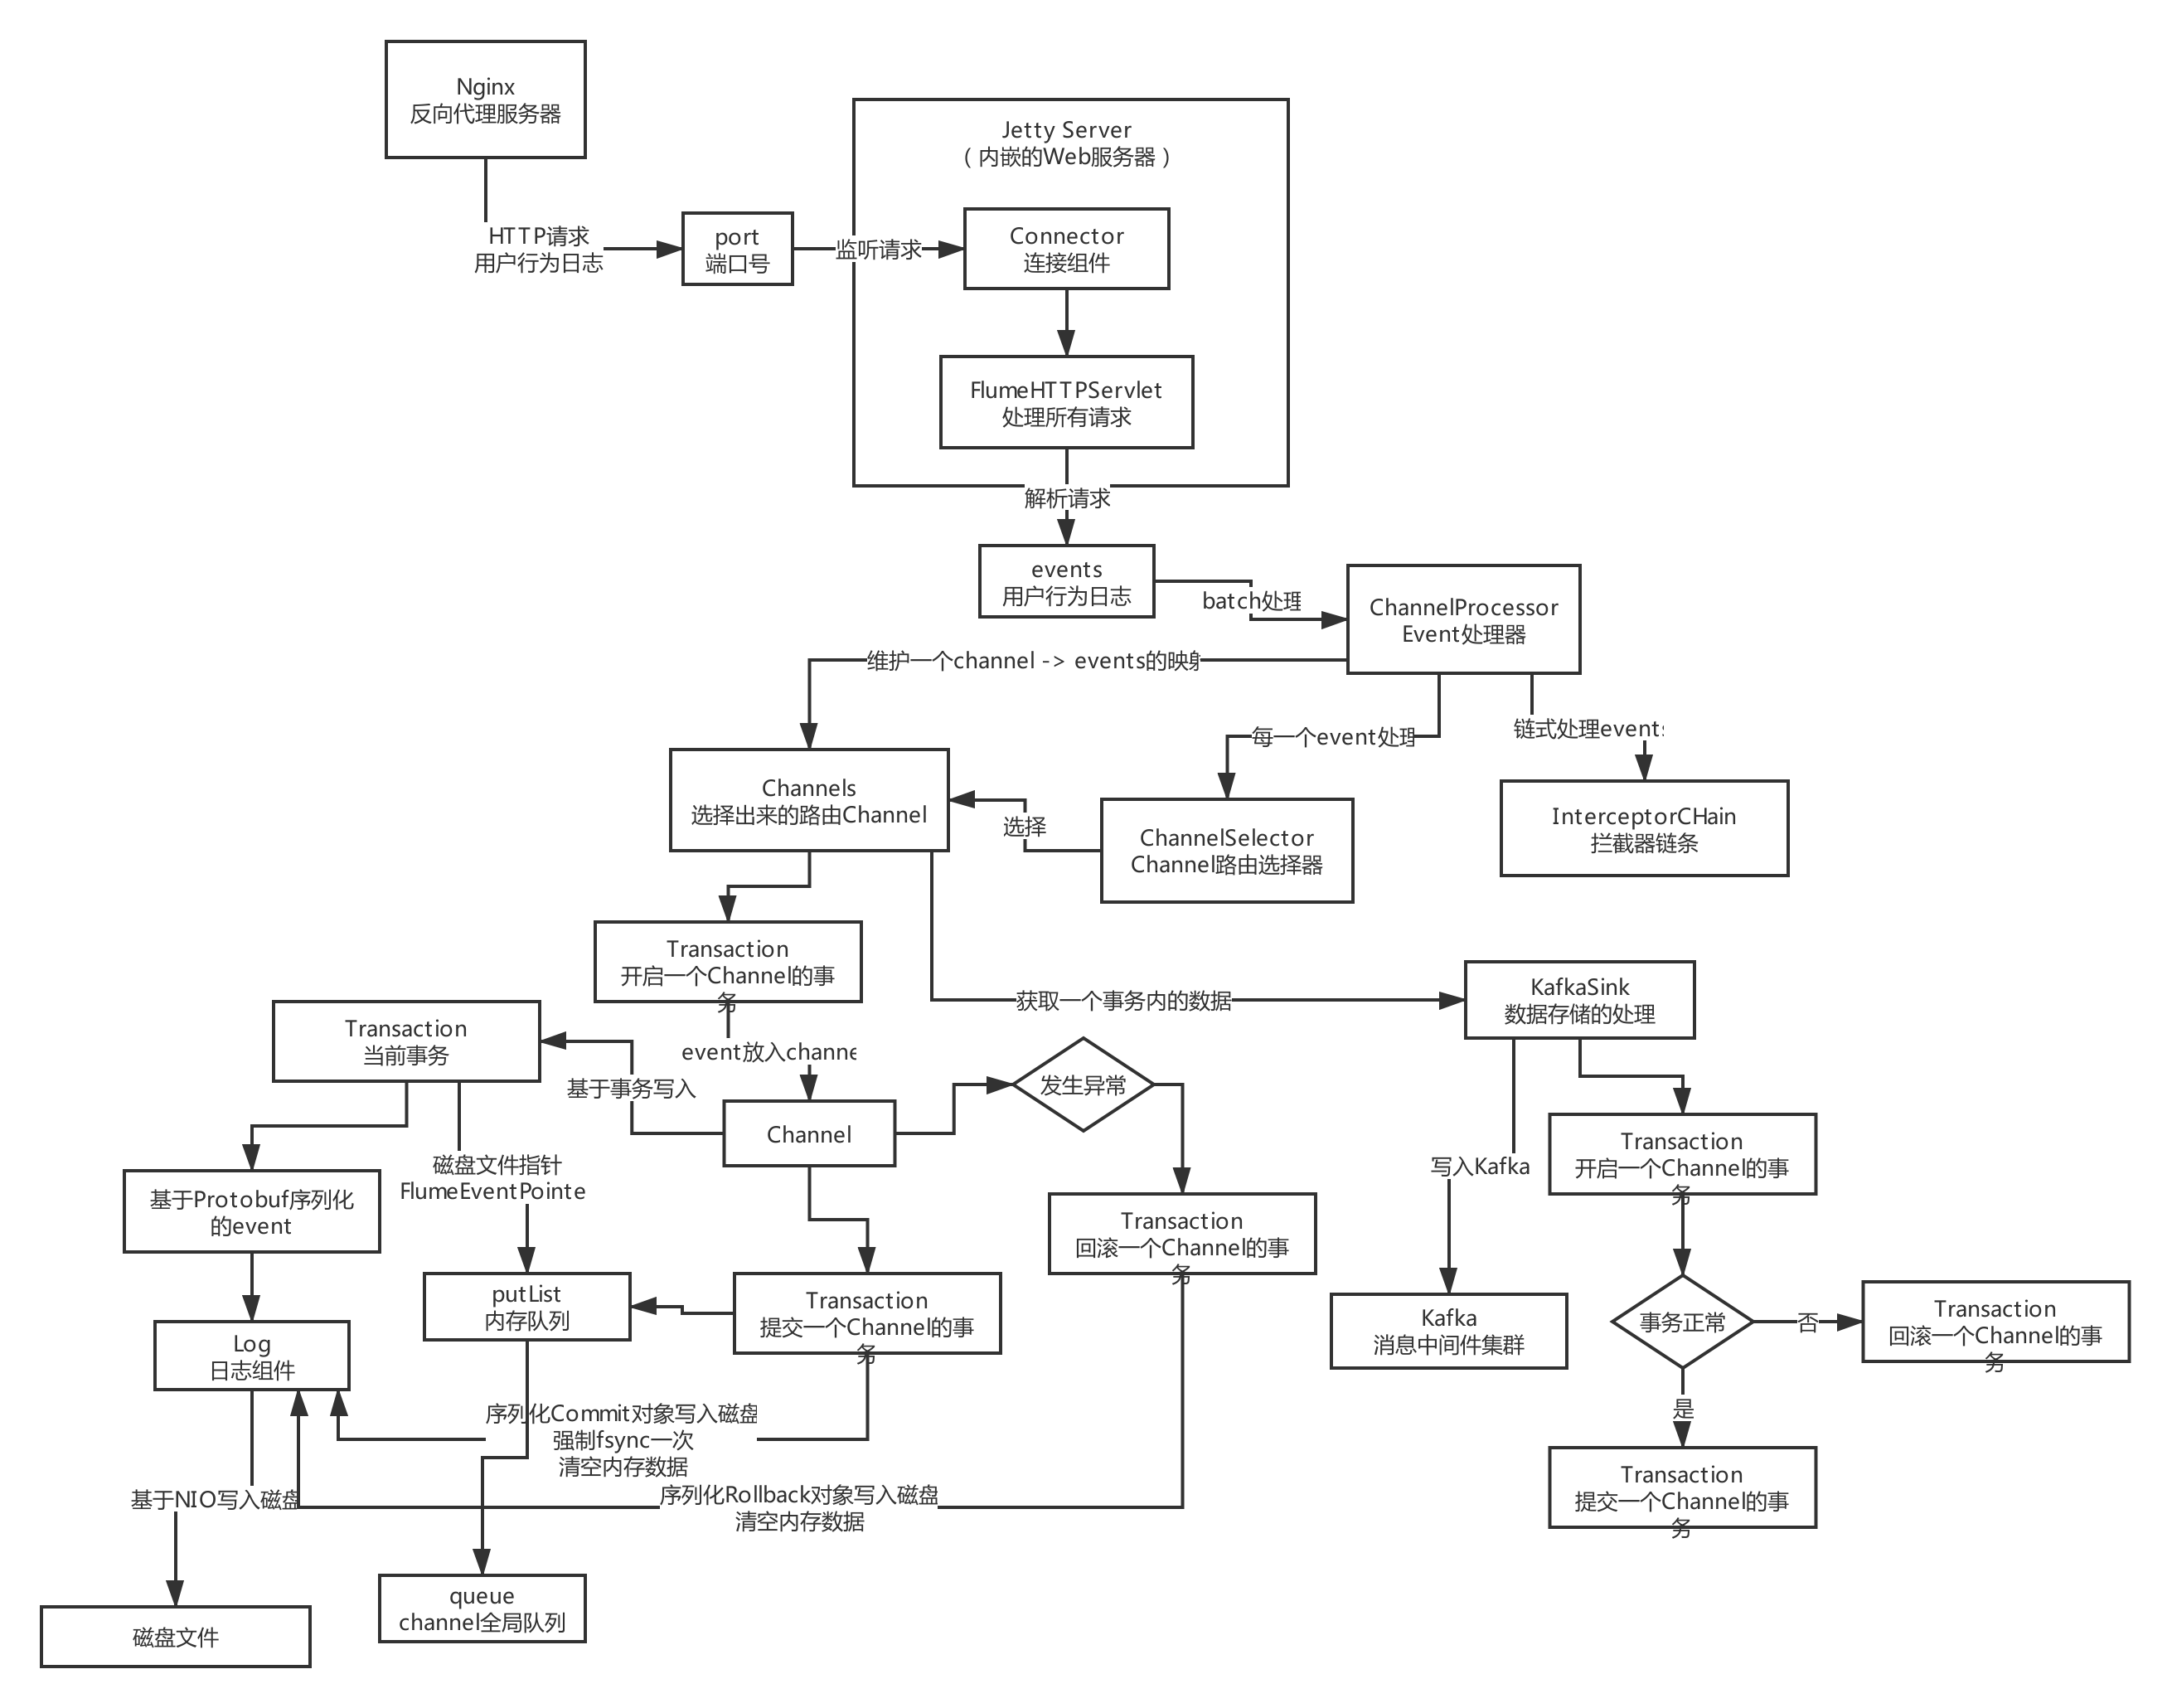 Nginx
反向代理服务器
Jetty Server
（内嵌的Web服务器）
HTTP请求
用户行为日志
port
端口号
监听请求
Connector
连接组件
FlumeHTTPServlet
处理所有请求
解析请求
events
用户行为日志
batch处理
ChannelProcessor
Event处理器
维护一个channel -> events的映射
每一个event处理
链式处理events
Channels
选择出来的路由Channel
选择
ChannelSelector
Channel路由选择器
InterceptorCHain
拦截器链条
Transaction
开启一个Channel的事
务
获取一个事务内的数据
KafkaSink
数据存储的处理
Transaction
当前事务
event放入channe
基于事务写入
发生异常
Channel
磁盘文件指针
FlumeEventPointe
写入Kafka
Transaction
开启一个Channel的事
务
基于Protobuf序列化
的event
Transaction
回滚一个Channel的事
务
putList
内存队列
Transaction
提交一个Channel的事
务
Kafka
消息中间件集群
事务正常
否
Transaction
回滚一个Channel的事
务
Log
日志组件
是
序列化Commit对象写入磁盘
强制fsync一次
清空内存数据
Transaction
提交一个Channel的事
务
基于NIO写入磁盘
序列化Rollback对象写入磁盘
清空内存数据
queue
channel全局队列
磁盘文件